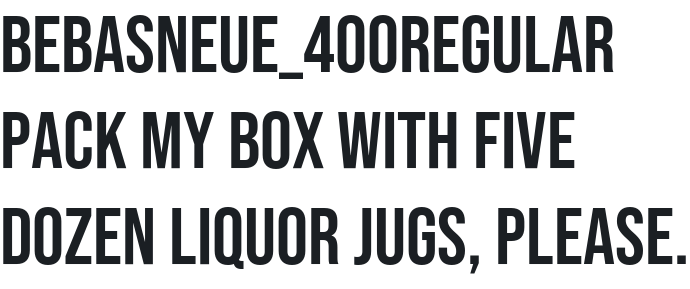 BEBASNEUE_400REGULAR
PACK MY BOX WITH FIVE
DOZEN LIQUOR JUGS, PLEASE.